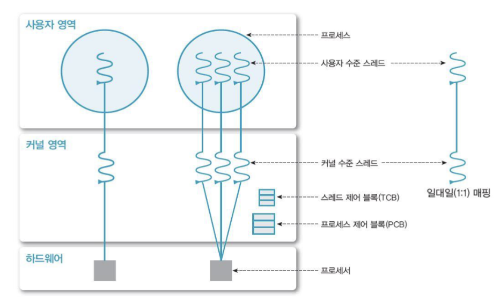 사용자 영역
프로세스
사용자 수준 스레드
커널 영역
커널 수준 스레드
일대일(1:1) 매핑
스레드 제어 블록(TCB)
프로세스 제어 블록(PCB)
하드웨어
프로세서